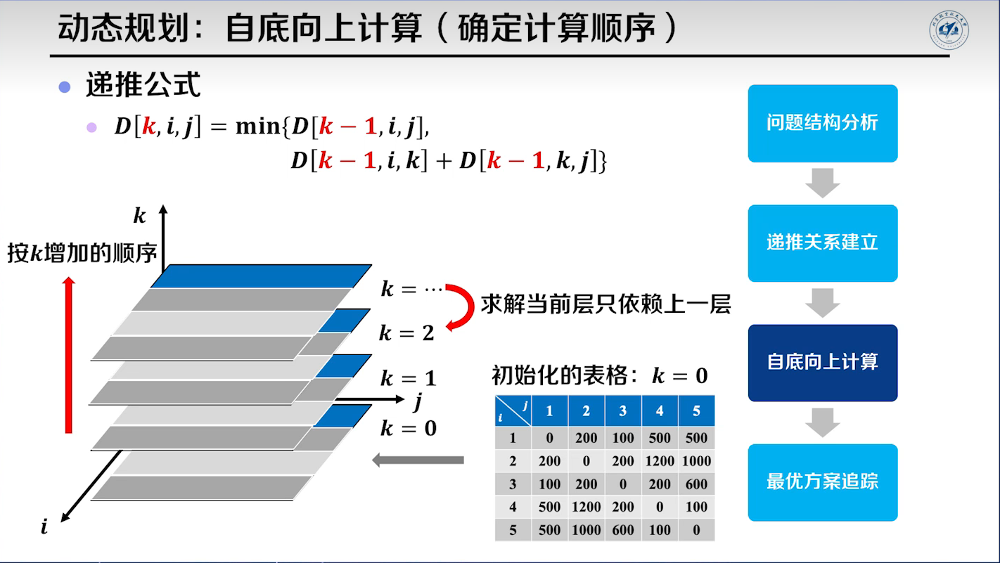 动态规划：自底向上计算（确定计算顺序）
递推公式
D[k, i, j] = min{D[k − 1, i, j],
D[k − 1, i, k] + D[k − 1, k, j]}
k
按k增加的顺序
k = ⋯
求解当前层只依赖上一层
k = 2
k = 1
j
k = 0
i
初始化的表格：k = 0
i j 1 2 3 4 5
1 0 200 100 500 500
2 200 0 200 1200 1000
3 100 200 0 200 600
4 500 1200 200 0 100
5 500 1000 600 100 0
问题结构分析
递推关系建立
自底向上计算
最优方案追踪